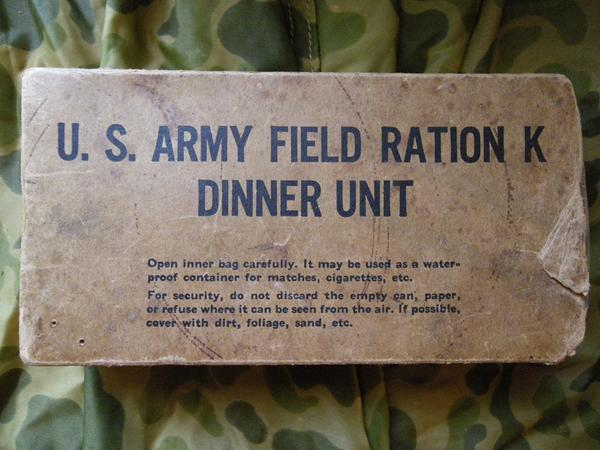 U. S. ARMY FIELD RATION K
DINNER UNIT
Open inner bag carefully. It may be used as a water-
proof container for matches, cigarettes, etc.
For security, do not discard the empty can, paper,
or refuse where it can be seen from the air. If possible,
cover with dirt, foliage, sand, etc.